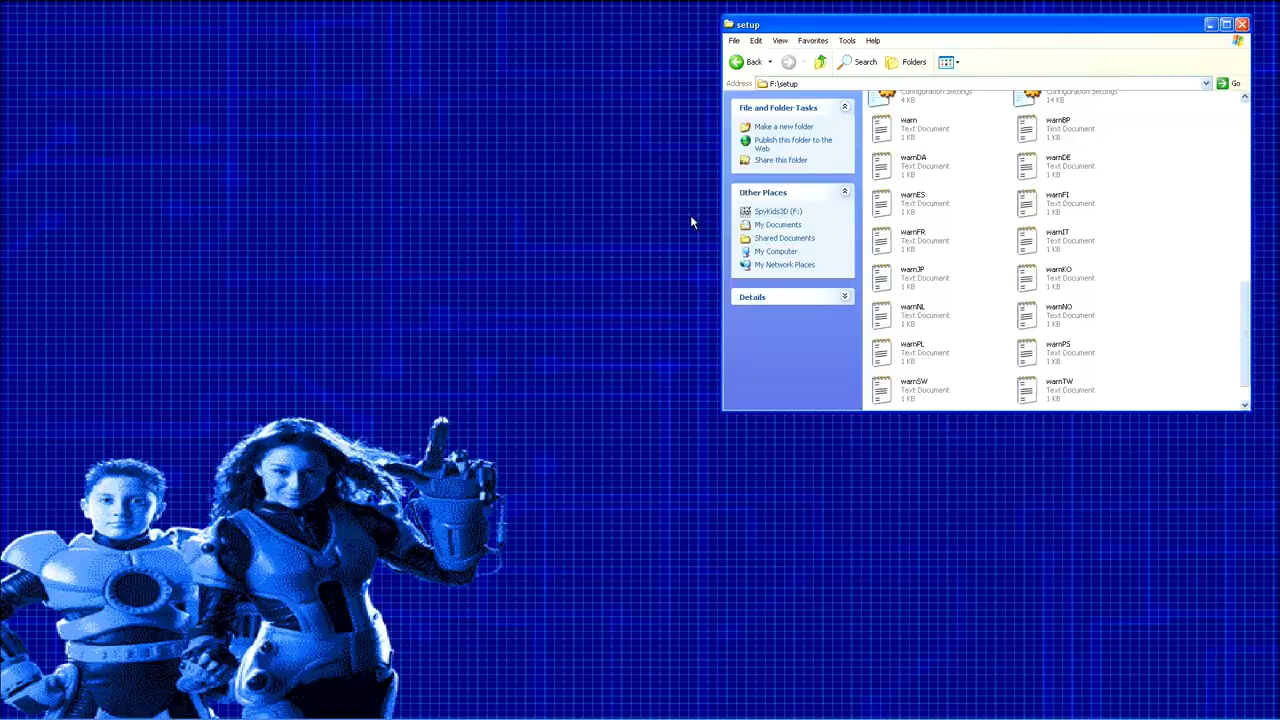 setup
File Edit View Favorites Tools Help
Back Search Folders
Address F:\setup Go
File and Folder Tasks
Make a new folder
Publish this folder to the
Web
Share this folder
Other Places
SpyKids3D (F:)
My Documents
Shared Documents
My Computer
My Network Places
Details
Configuration Settings
4 KB
Configuration Settings
14 KB
warn
Text Document
1 KB
warnBP
Text Document
1 KB
warnDA
Text Document
1 KB
warnDE
Text Document
1 KB
warnES
Text Document
1 KB
warnFI
Text Document
1 KB
warnFR
Text Document
1 KB
warnIT
Text Document
1 KB
warnJP
Text Document
1 KB
warnKO
Text Document
1 KB
warnNL
Text Document
1 KB
warnNO
Text Document
1 KB
warnPL
Text Document
1 KB
warnPS
Text Document
1 KB
warnSW
Text Document
1 KB
warnTW
Text Document
1 KB